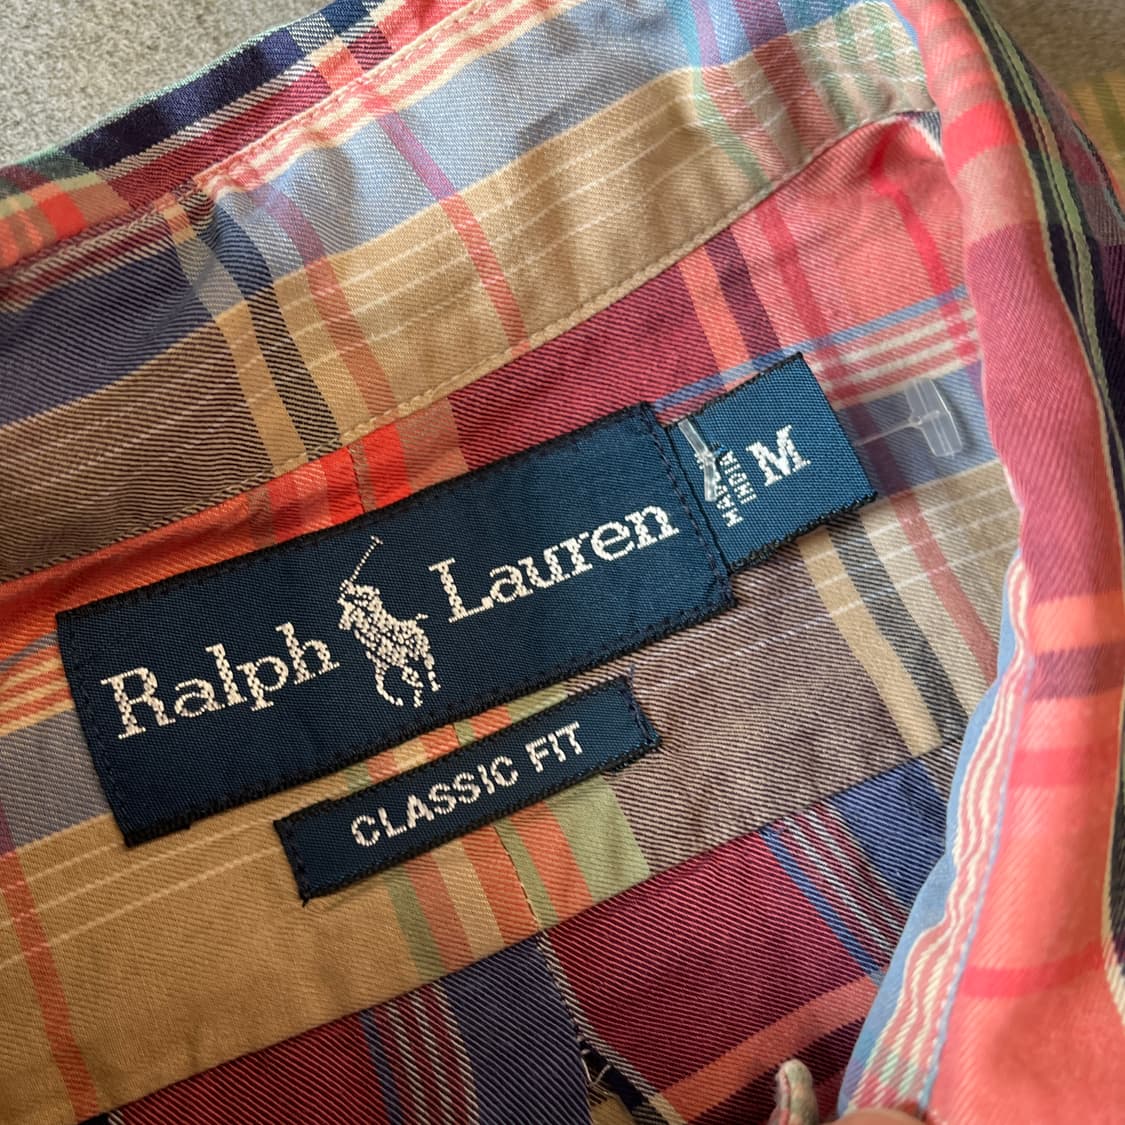 Ralph Lauren
MADE IN
INDIA
M
CLASSIC FIT